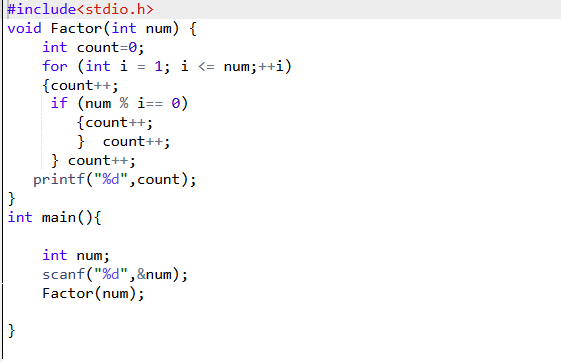 #include<stdio.h>
void Factor(int num) {
    int count=0;
    for (int i = 1; i <= num;++i)
    {count++;
     if (num % i== 0)
        {count++;
        }  count++;
     } count++;
   printf("%d",count);
}
int main(){
    int num;
    scanf("%d",&num);
    Factor(num);
}